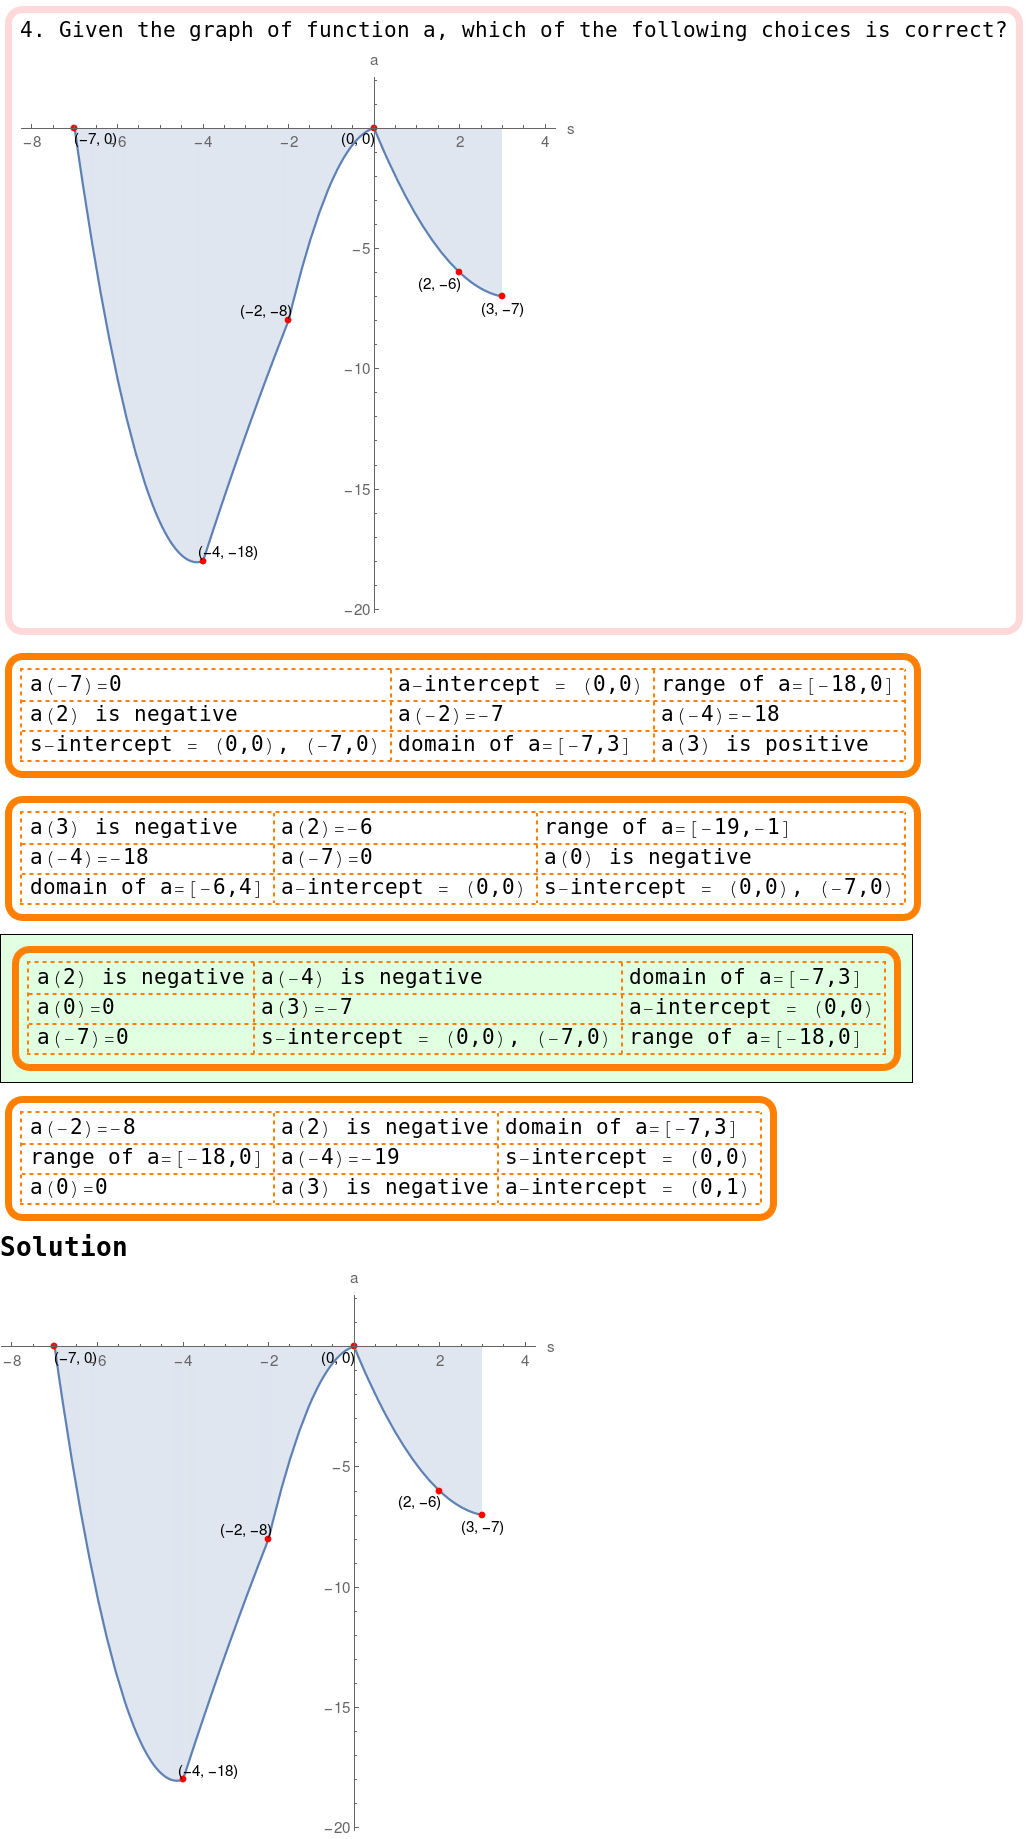 4. Given the graph of function a, which of the following choices is correct?
a
(−7, 0)
(0, 0)
s
−8
−6
−4
−2
2
4
−5
(2, −6)
(−2, −8)
(3, −7)
−10
−15
(−4, −18)
−20
a(-7)=0 a-intercept = (0,0) range of a=[-18,0]
a(2) is negative a(-2)=-7 a(-4)=-18
s-intercept = (0,0), (-7,0) domain of a=[-7,3] a(3) is positive
a(3) is negative a(2)=-6 range of a=[-19,-1]
a(-4)=-18 a(-7)=0 a(0) is negative
domain of a=[-6,4] a-intercept = (0,0) s-intercept = (0,0), (-7,0)
a(2) is negative a(-4) is negative domain of a=[-7,3]
a(0)=0 a(3)=-7 a-intercept = (0,0)
a(-7)=0 s-intercept = (0,0), (-7,0) range of a=[-18,0]
a(-2)=-8 a(2) is negative domain of a=[-7,3]
range of a=[-18,0] a(-4)=-19 s-intercept = (0,0)
a(0)=0 a(3) is negative a-intercept = (0,1)
Solution
a
(−7, 0)
(0, 0)
s
−8
−6
−4
−2
2
4
−5
(2, −6)
(−2, −8)
(3, −7)
−10
−15
(−4, −18)
−20